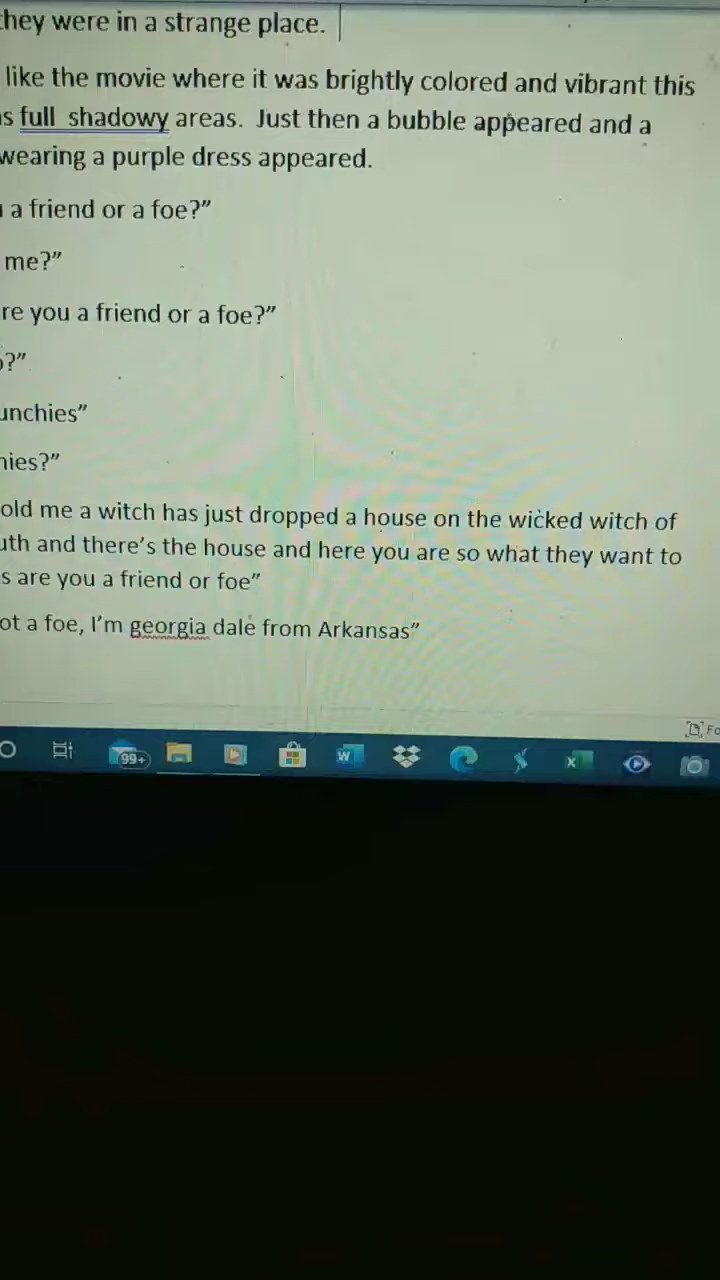 they were in a strange place.
like the movie where it was brightly colored and vibrant this
s full  shadowy areas.  Just then a bubble appeared and a
wearing a purple dress appeared.
a friend or a foe?”
me?”
re you a friend or a foe?”
?”
unchies”
nies?”
old me a witch has just dropped a house on the wicked witch of
uth and there’s the house and here you are so what they want to
s are you a friend or foe”
ot a foe, I’m georgia dale from Arkansas”
Fo
99+
W
X